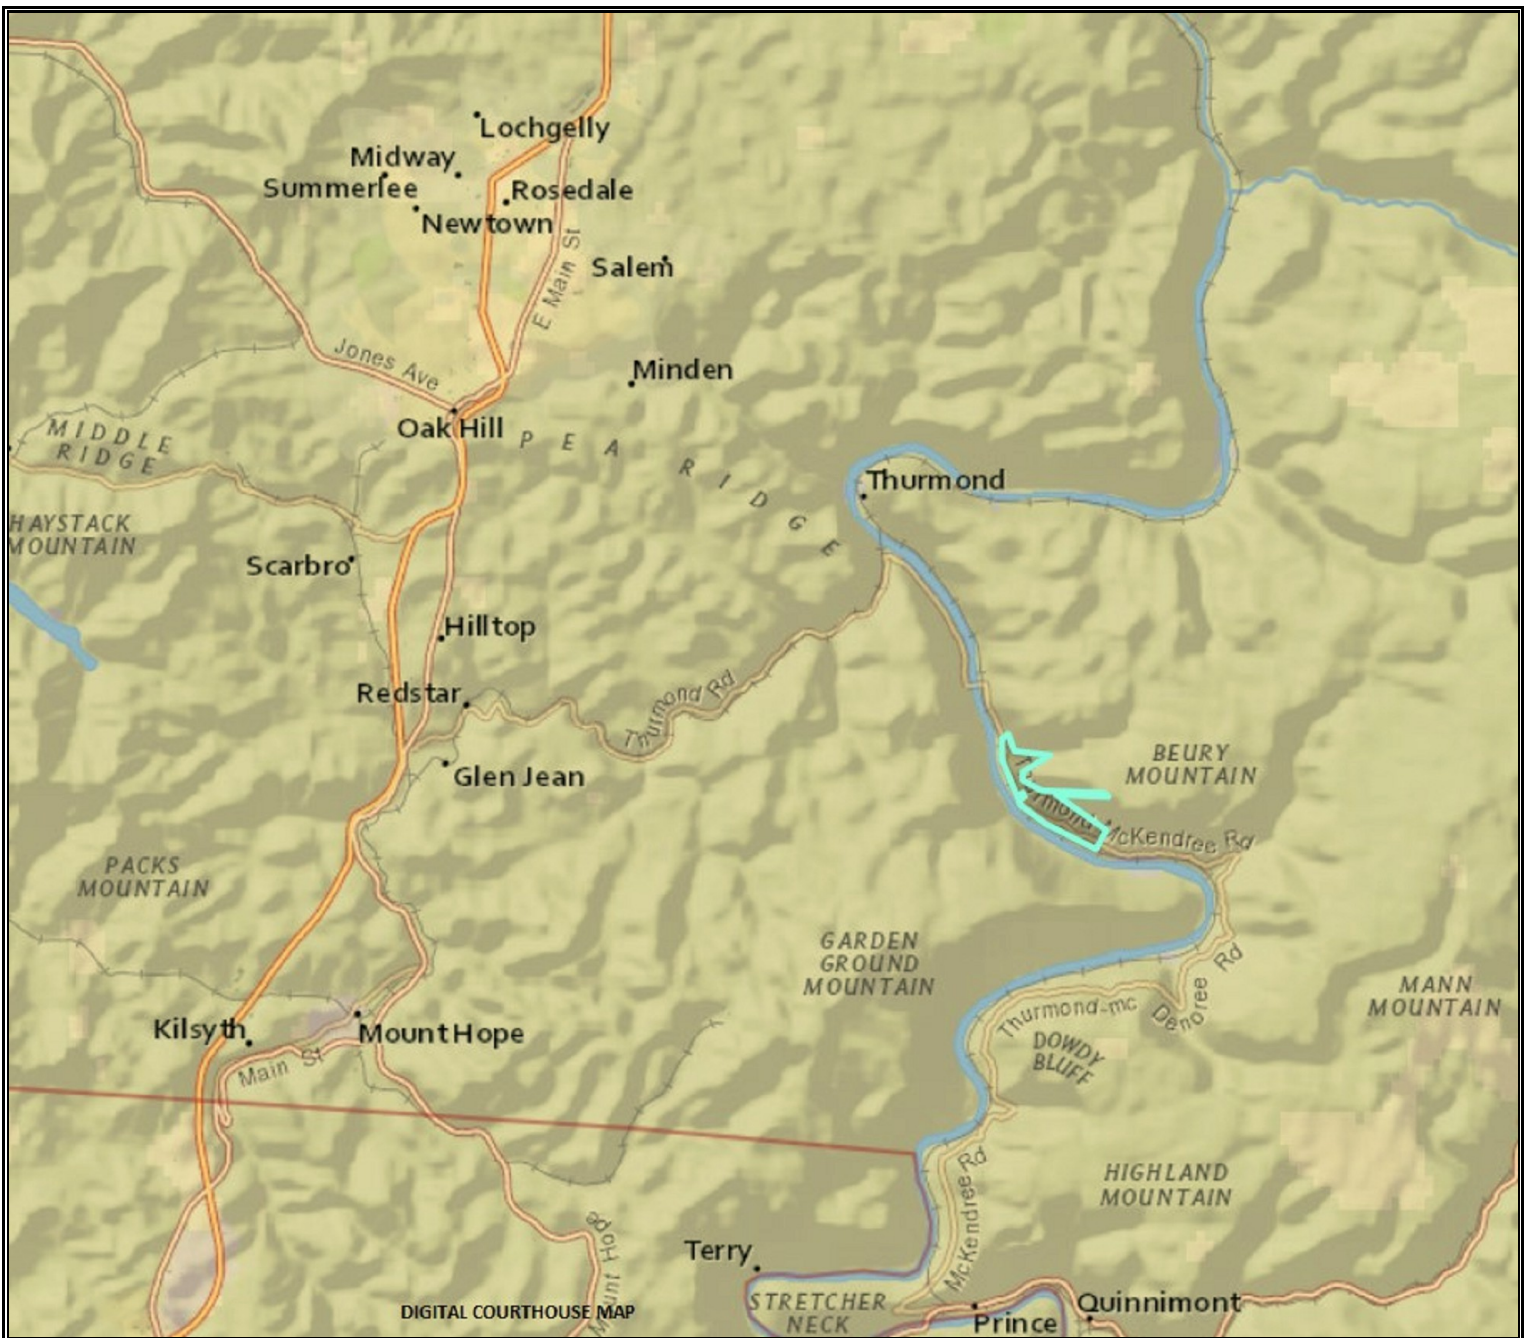 Lochgelly
Midway
Summerlee
Rosedale
Newtown
E Main St
Salem
Jones Ave
Minden
Oak Hill
MIDDLE
RIDGE
PEA RIDGE
Thurmond
HAYSTACK
MOUNTAIN
Scarbro
Hilltop
Redstar
Thurmond Rd
Glen Jean
BEURY
MOUNTAIN
McKendree Rd
PACKS
MOUNTAIN
GARDEN
GROUND
MOUNTAIN
MANN
MOUNTAIN
Thurmond-mc
Denoree
Rd
Kilsyth
Mount Hope
Main St
DOWDY
BLUFF
McKendree Rd
HIGHLAND
MOUNTAIN
Mount Hope
Terry
STRETCHER
NECK
Quinnimont
Prince
DIGITAL COURTHOUSE MAP